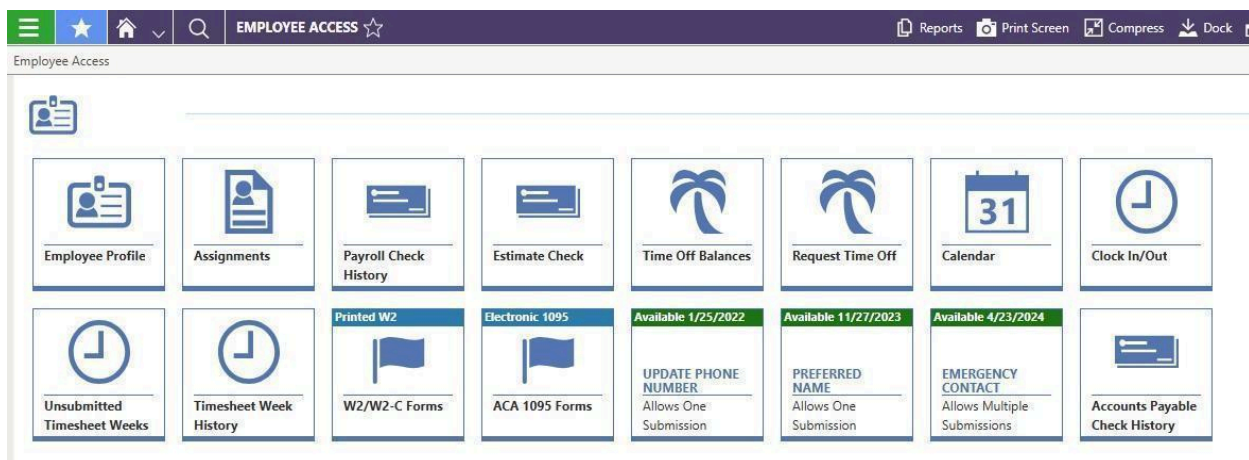 EMPLOYEE ACCESS
Reports
Print Screen
Compress
Dock
Employee Access
Employee Profile
Assignments
Payroll Check
History
Estimate Check
Time Off Balances
Request Time Off
31
Calendar
Clock In/Out
Unsubmitted
Timesheet Weeks
Timesheet Week
History
Printed W2
W2/W2-C Forms
Electronic 1095
ACA 1095 Forms
Available 1/25/2022
UPDATE PHONE
NUMBER
Allows One
Submission
Available 11/27/2023
PREFERRED
NAME
Allows One
Submission
Available 4/23/2024
EMERGENCY
CONTACT
Allows Multiple
Submissions
Accounts Payable
Check History